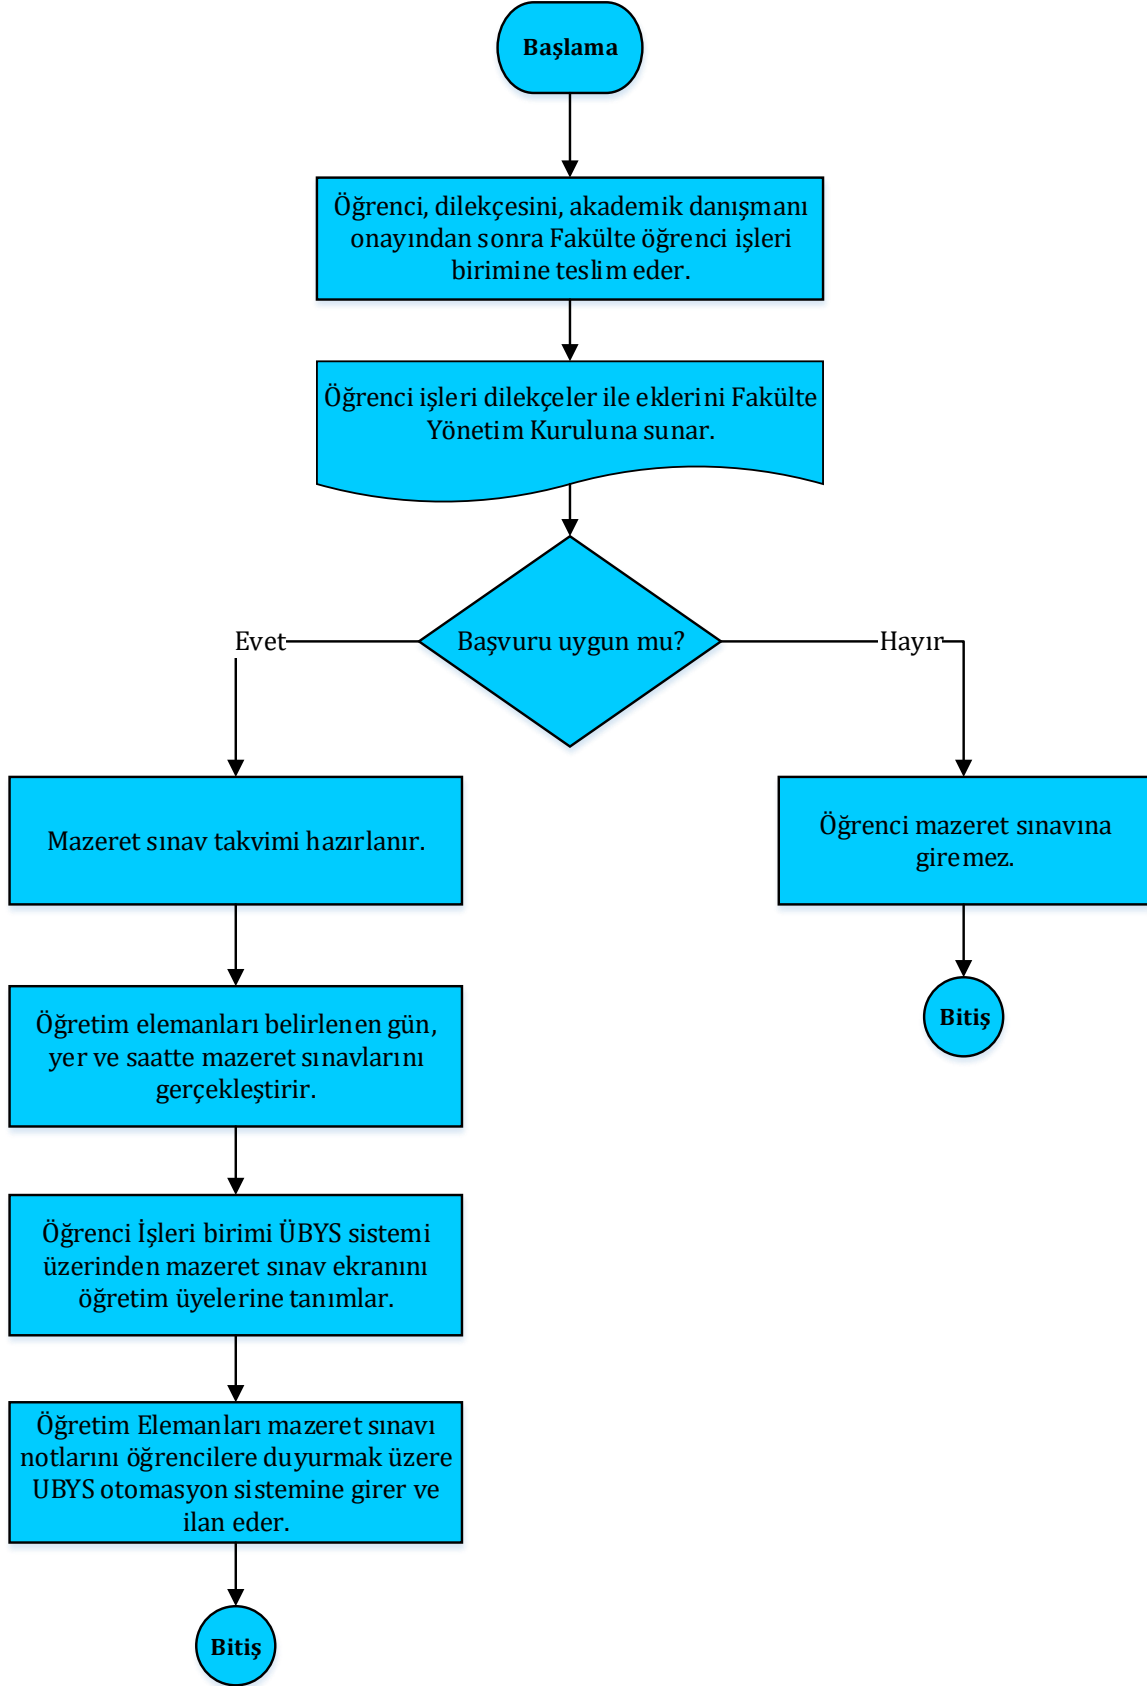 Başlama
Öğrenci, dilekçesini, akademik danışmanı
onayından sonra Fakülte öğrenci işleri
birimine teslim eder.
Öğrenci işleri dilekçeler ile eklerini Fakülte
Yönetim Kuruluna sunar.
Başvuru uygun mu?
Evet
Hayır
Mazeret sınav takvimi hazırlanır.
Öğrenci mazeret sınavına
giremez.
Öğretim elemanları belirlenen gün,
yer ve saatte mazeret sınavlarını
gerçekleştirir.
Bitiş
Öğrenci İşleri birimi ÜBYS sistemi
üzerinden mazeret sınav ekranını
öğretim üyelerine tanımlar.
Öğretim Elemanları mazeret sınavı
notlarını öğrencilere duyurmak üzere
UBYS otomasyon sistemine girer ve
ilan eder.
Bitiş